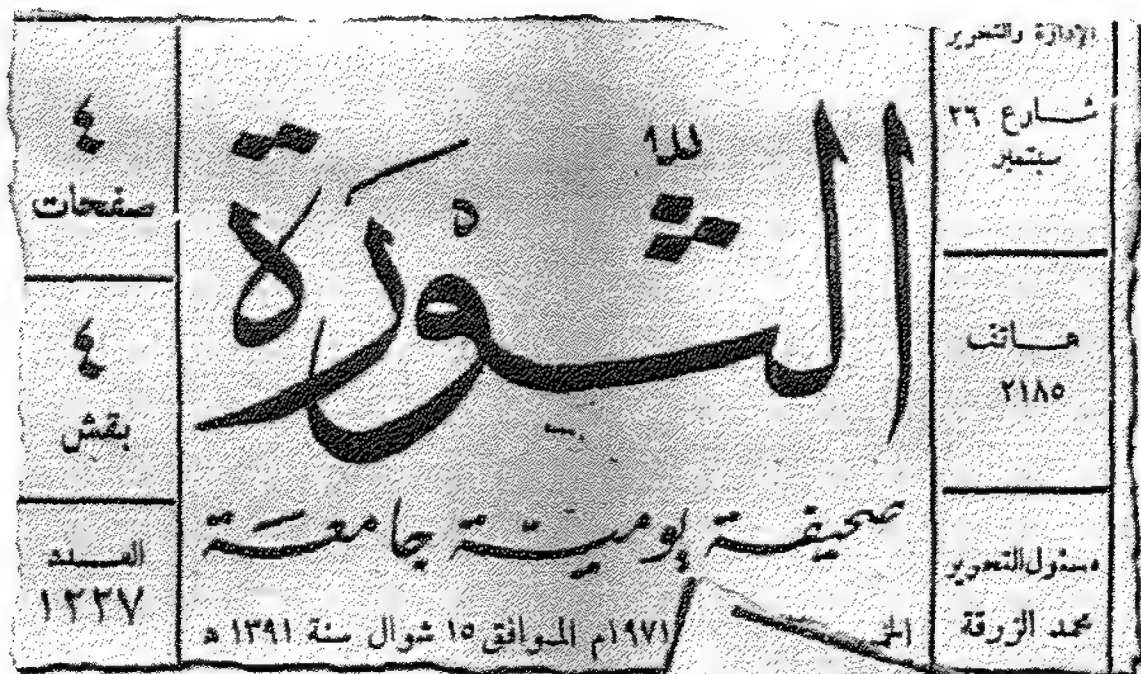 الإدارة والتحرير
شارع ٢٦
سبتمبر
هاتف
٢١٨٥
مسئول التحرير
محمد الزرقة
الثورة
صحيفة يومية جامعة
١٩٧١م الموافق ١٥ شوال سنة ١٣٩١ ه
٤
صفحات
٤
بقش
العدد
١٢٢٧